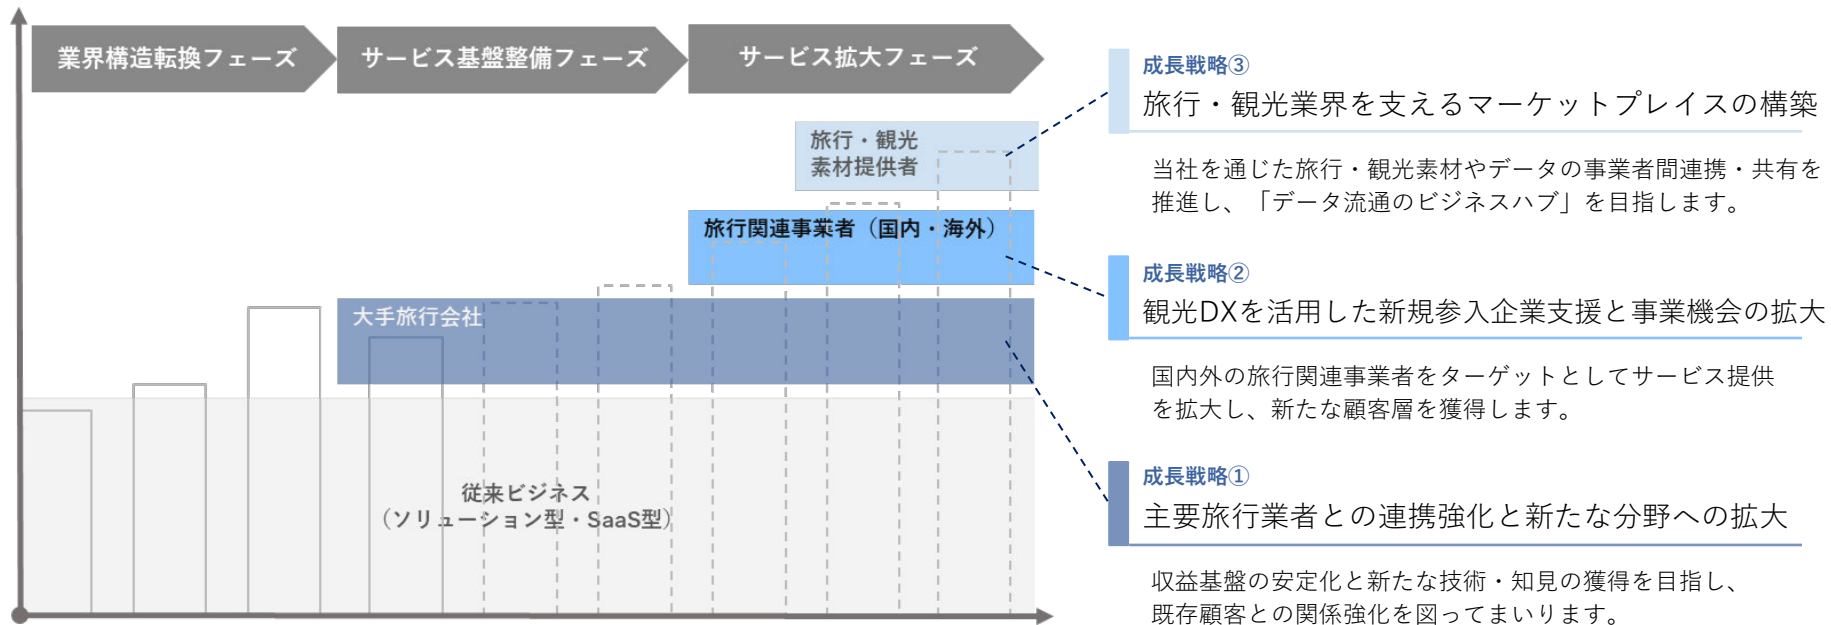 業界構造転換フェーズ
サービス基盤整備フェーズ
サービス拡大フェーズ
旅行・観光
素材提供者
旅行関連事業者（国内・海外）
大手旅行会社
従来ビジネス
（ソリューション型・SaaS型）
成長戦略③
旅行・観光業界を支えるマーケットプレイスの構築
当社を通じた旅行・観光素材やデータの事業者間連携・共有を
推進し、「データ流通のビジネスハブ」を目指します。
成長戦略②
観光DXを活用した新規参入企業支援と事業機会の拡大
国内外の旅行関連事業者をターゲットとしてサービス提供
を拡大し、新たな顧客層を獲得します。
成長戦略①
主要旅行業者との連携強化と新たな分野への拡大
収益基盤の安定化と新たな技術・知見の獲得を目指し、
既存顧客との関係強化を図ってまいります。